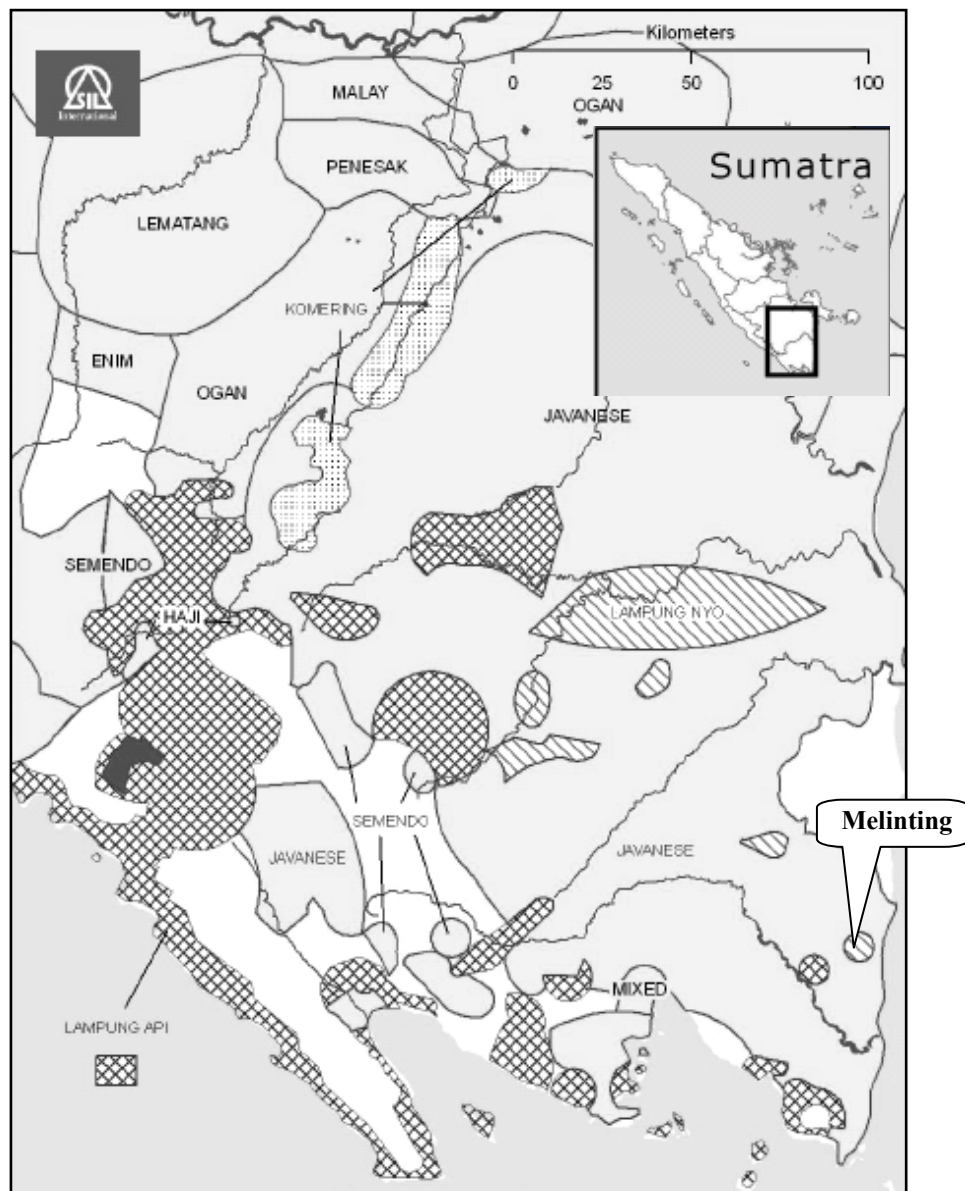 SIL
International
Kilometers
0 25 50 100
MALAY
OGAN
PENESAK
Sumatra
LEMATANG
KOMERING
ENIM
OGAN
JAVANESE
SEMENDO
HAJI
LAMPUNG NYO
Melinting
SEMENDO
JAVANESE
JAVANESE
MIXED
LAMPUNG API